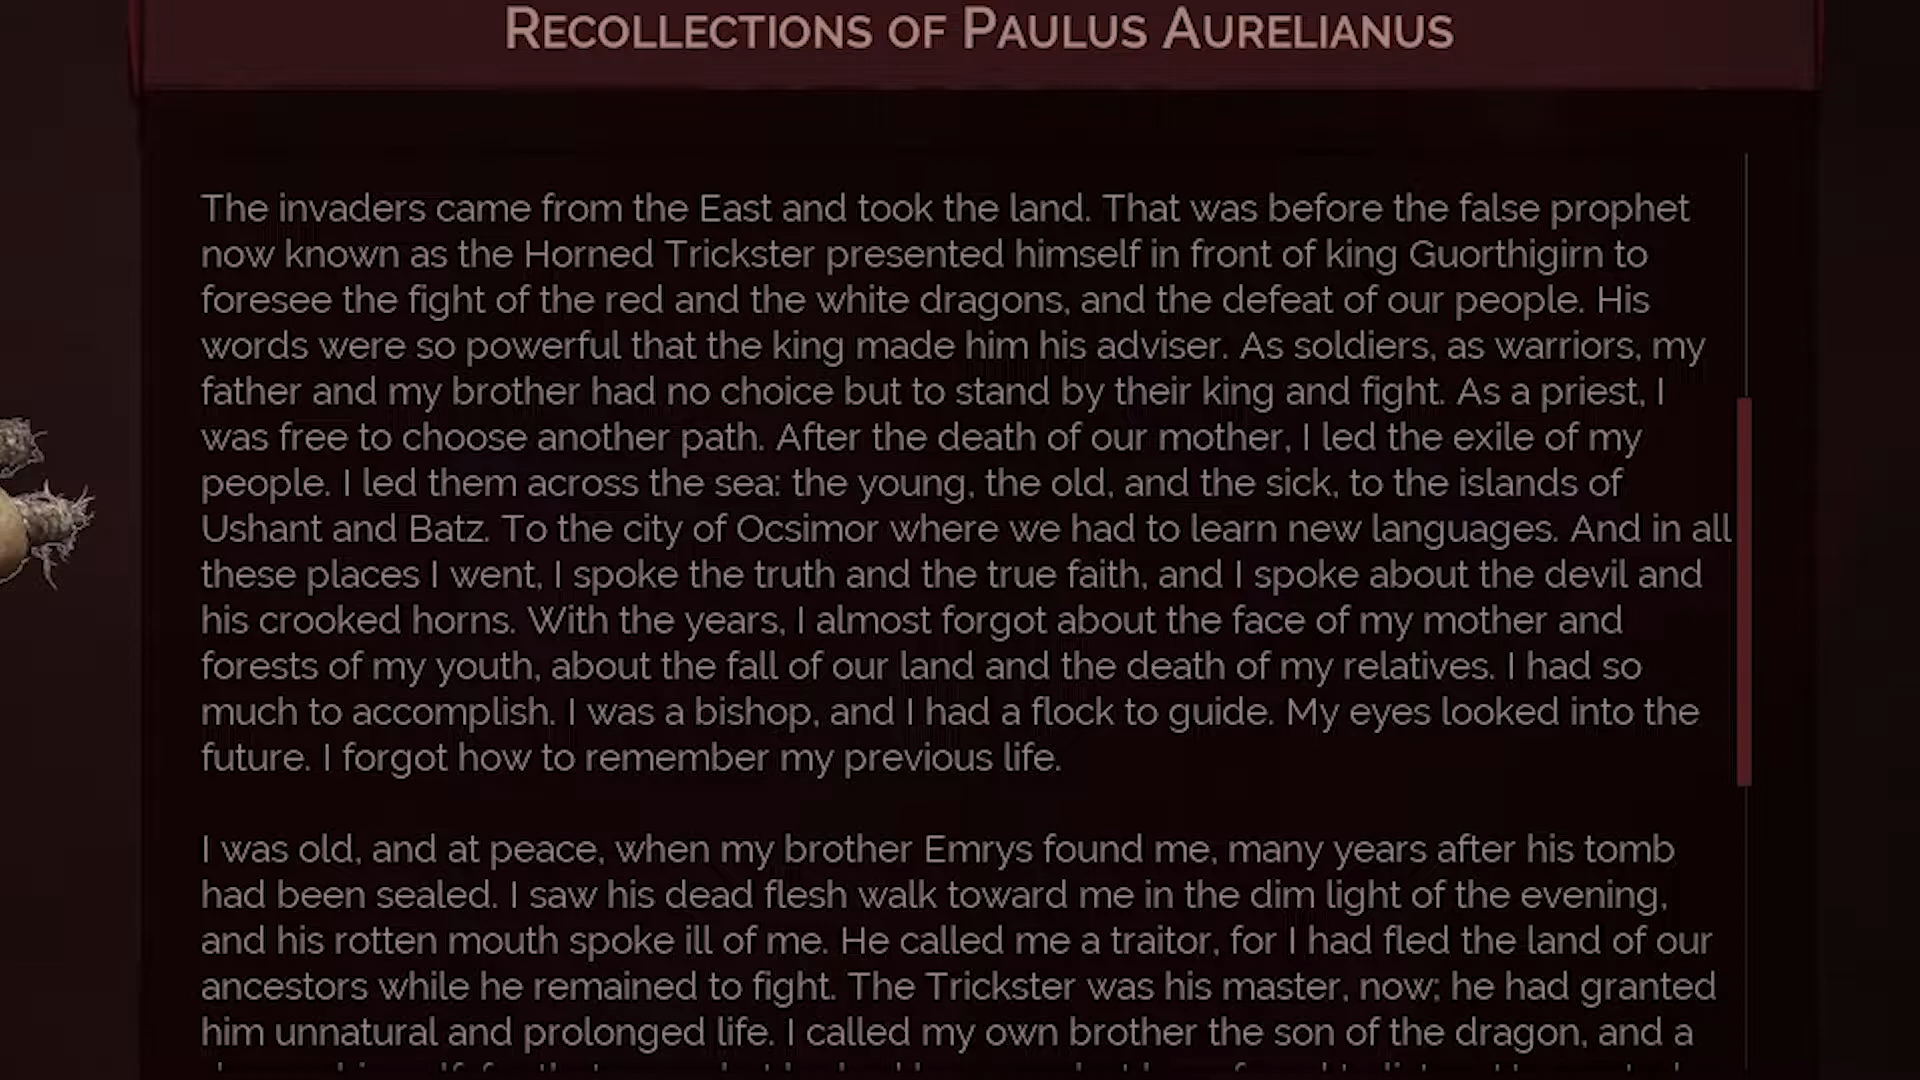 RECOLLECTIONS OF PAULUS AURELIANUS
The invaders came from the East and took the land. That was before the false prophet
now known as the Horned Trickster presented himself in front of king Guorthigirn to
foresee the fight of the red and the white dragons, and the defeat of our people. His
words were so powerful that the king made him his adviser. As soldiers, as warriors, my
father and my brother had no choice but to stand by their king and fight. As a priest, I
was free to choose another path. After the death of our mother, I led the exile of my
people. I led them across the sea: the young, the old, and the sick, to the islands of
Ushant and Batz. To the city of Ocsimor where we had to learn new languages. And in all
these places I went, I spoke the truth and the true faith, and I spoke about the devil and
his crooked horns. With the years, I almost forgot about the face of my mother and
forests of my youth, about the fall of our land and the death of my relatives. I had so
much to accomplish. I was a bishop, and I had a flock to guide. My eyes looked into the
future. I forgot how to remember my previous life.
I was old, and at peace, when my brother Emrys found me, many years after his tomb
had been sealed. I saw his dead flesh walk toward me in the dim light of the evening,
and his rotten mouth spoke ill of me. He called me a traitor, for I had fled the land of our
ancestors while he remained to fight. The Trickster was his master, now; he had granted
him unnatural and prolonged life. I called my own brother the son of the dragon, and a